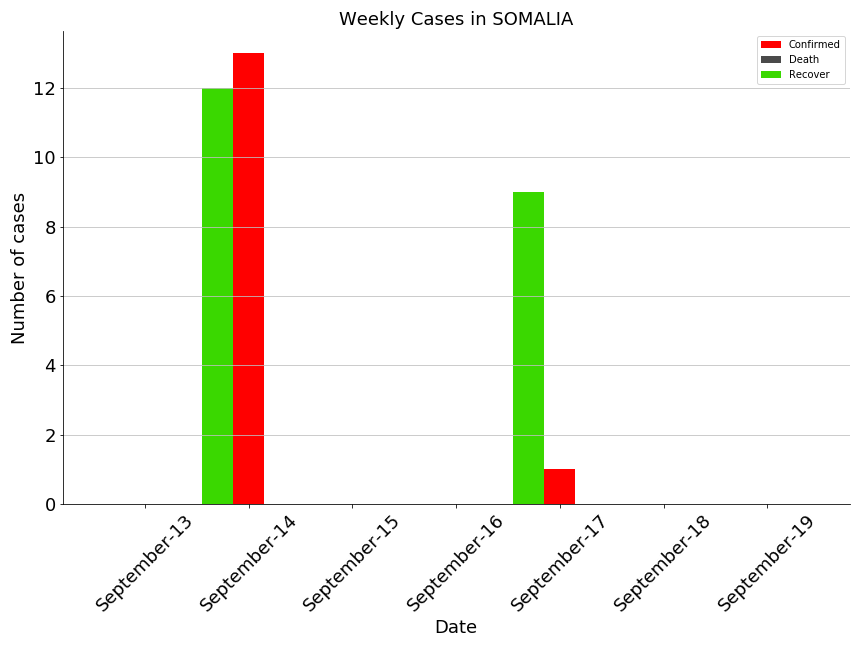 Weekly Cases in SOMALIA
Confirmed
Death
Recover
Number of cases
12
10
8
6
4
2
0
September-13
September-14
September-15
September-16
September-17
September-18
September-19
Date